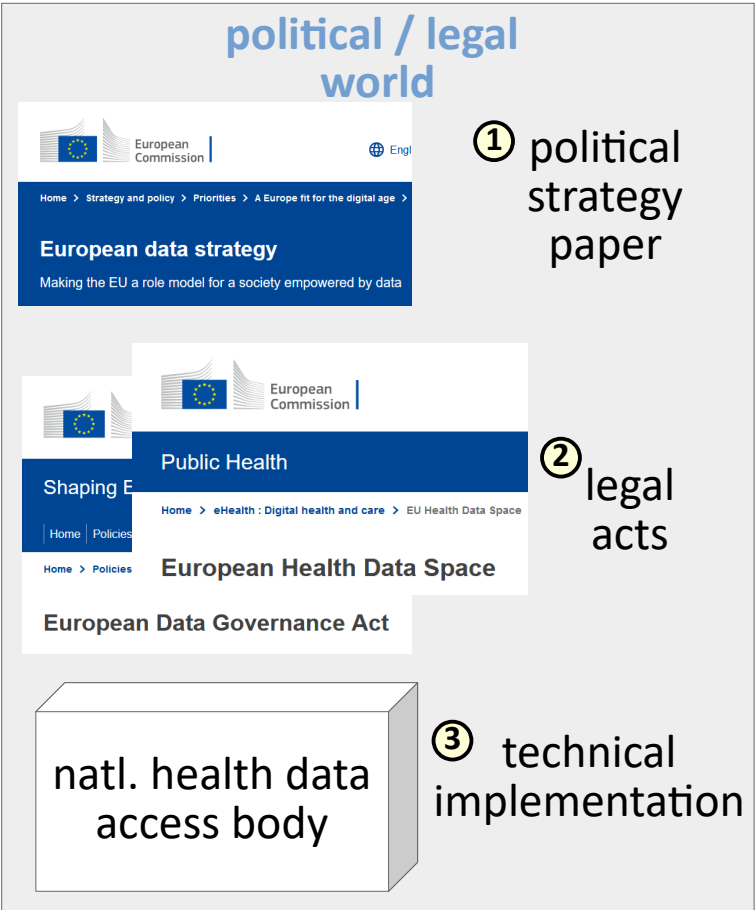 political / legal
world
European
Commission
Engl
Home > Strategy and policy > Priorities > A Europe fit for the digital age >
European data strategy
Making the EU a role model for a society empowered by data
1 political
strategy
paper
European
Commission
Public Health
Home > eHealth : Digital health and care > EU Health Data Space
European Health Data Space
Shaping E
Home | Policies
Home > Policies
European Data Governance Act
2 legal
acts
natl. health data
access body
3 technical
implementation